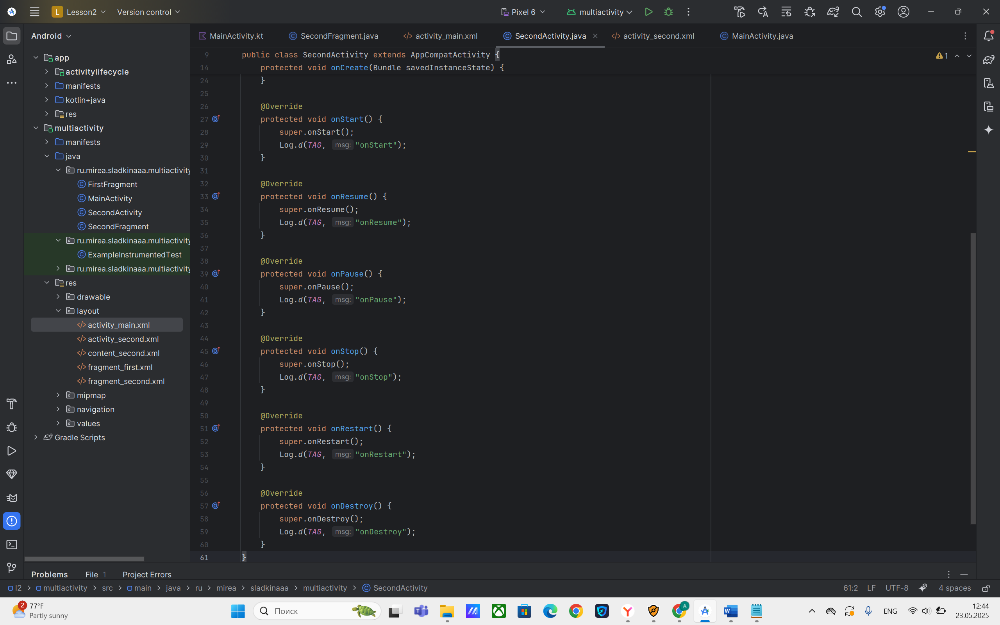 L Lesson2 Version control Pixel 6 multiactivity
Android
MainActivity.kt SecondFragment.java activity_main.xml SecondActivity.java activity_second.xml MainActivity.java
app
activitylifecycle
manifests
kotlin+java
res
multiactivity
manifests
java
ru.mirea.sladkinaaa.multiactivity
FirstFragment
MainActivity
SecondActivity
SecondFragment
ru.mirea.sladkinaaa.multiactivity
ExampleInstrumentedTest
ru.mirea.sladkinaaa.multiactivity
res
drawable
layout
activity_main.xml
activity_second.xml
content_second.xml
fragment_first.xml
fragment_second.xml
mipmap
navigation
values
Gradle Scripts
9 public class SecondActivity extends AppCompatActivity {
1
14 protected void onCreate(Bundle savedInstanceState) {
24 }
25
26 @Override
27 protected void onStart() {
28 super.onStart();
29 Log.d(TAG, msg: "onStart");
30 }
31
32 @Override
33 protected void onResume() {
34 super.onResume();
35 Log.d(TAG, msg: "onResume");
36 }
37
38 @Override
39 protected void onPause() {
40 super.onPause();
41 Log.d(TAG, msg: "onPause");
42 }
43
44 @Override
45 protected void onStop() {
46 super.onStop();
47 Log.d(TAG, msg: "onStop");
48 }
49
50 @Override
51 protected void onRestart() {
52 super.onRestart();
53 Log.d(TAG, msg: "onRestart");
54 }
55
56 @Override
57 protected void onDestroy() {
58 super.onDestroy();
59 Log.d(TAG, msg: "onDestroy");
60 }
61 }
Problems File 1 Project Errors
l2 > multiactivity > src > main > java > ru > mirea > sladkinaaa > multiactivity > SecondActivity 61:2 LF UTF-8 4 spaces
2 77°F
Partly sunny
Поиск
A
ENG
12:44
23.05.2025